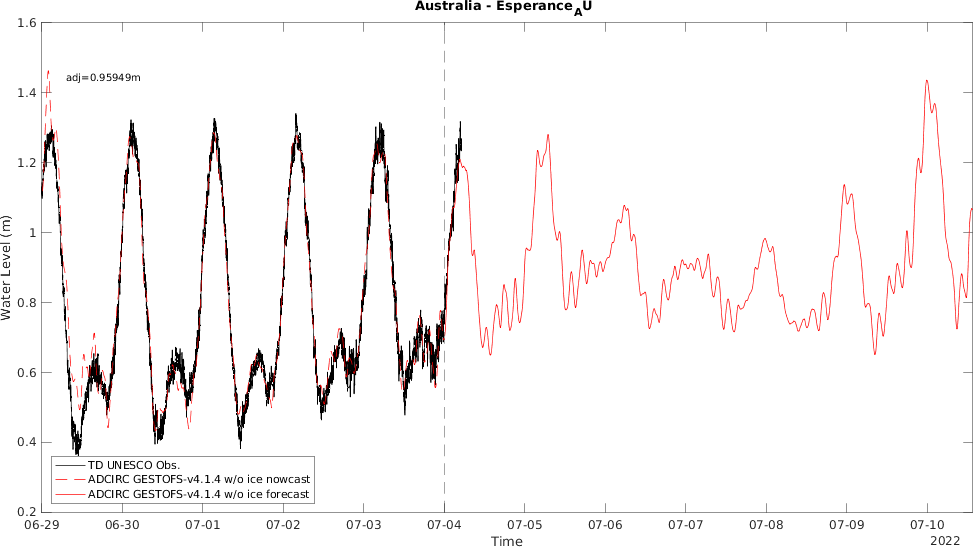 Australia - Esperance_AU
1.6
1.4
1.2
1
0.8
0.6
0.4
0.2
Water Level (m)
adj=0.95949m
TD UNESCO Obs.
ADCIRC GESTOFS-v4.1.4 w/o ice nowcast
ADCIRC GESTOFS-v4.1.4 w/o ice forecast
06-29 06-30 07-01 07-02 07-03 07-04 07-05 07-06 07-07 07-08 07-09 07-10
Time
2022